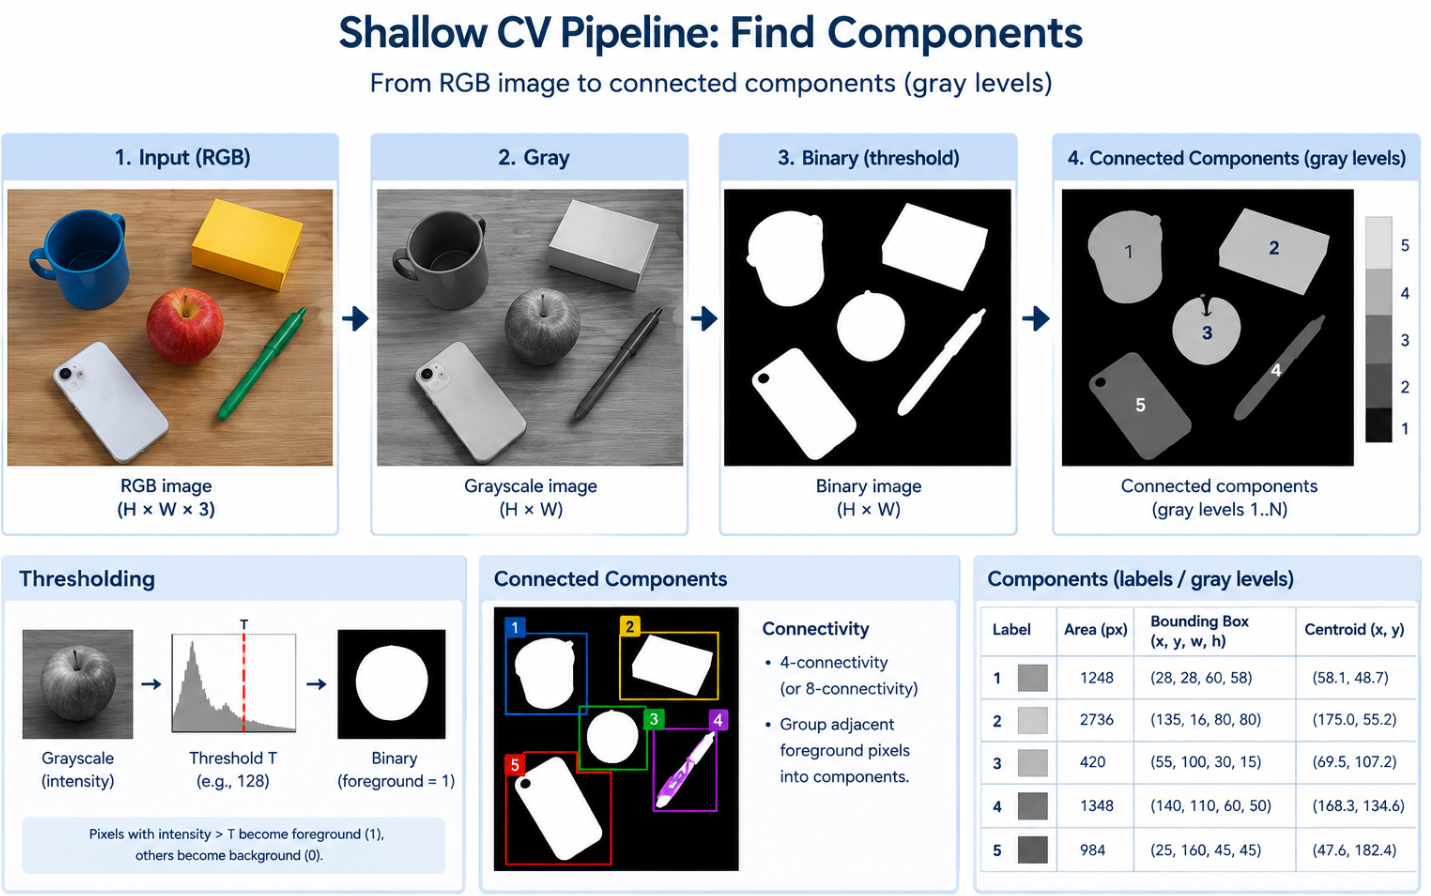 Shallow CV Pipeline: Find Components
From RGB image to connected components (gray levels)
1. Input (RGB)
RGB image
(H × W × 3)
2. Gray
Grayscale image
(H × W)
3. Binary (threshold)
Binary image
(H × W)
4. Connected Components (gray levels)
1
2
3
4
5
5
4
3
2
1
Connected components
(gray levels 1..N)
Thresholding
T
Grayscale
(intensity)
Threshold T
(e.g., 128)
Binary
(foreground = 1)
Pixels with intensity > T become foreground (1),
others become background (0).
Connected Components
1
2
3
4
5
Connectivity
• 4-connectivity
(or 8-connectivity)
• Group adjacent
foreground pixels
into components.
Components (labels / gray levels)
Label Area (px) Bounding Box (x, y, w, h) Centroid (x, y)
1 1248 (28, 28, 60, 58) (58.1, 48.7)
2 2736 (135, 16, 80, 80) (175.0, 55.2)
3 420 (55, 100, 30, 15) (69.5, 107.2)
4 1348 (140, 110, 60, 50) (168.3, 134.6)
5 984 (25, 160, 45, 45) (47.6, 182.4)